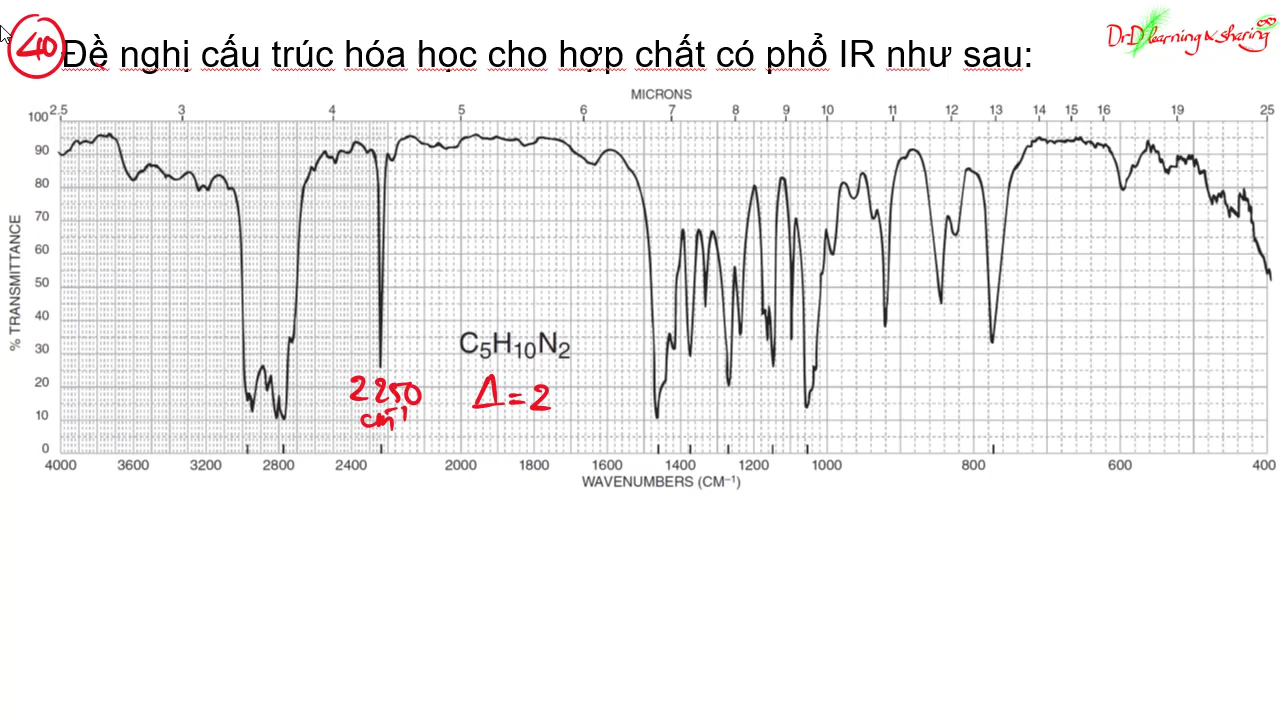 40 Đề nghị cấu trúc hóa học cho hợp chất có phổ IR như sau:
Dr.D learning & sharing
MICRONS
2.5 3 4 5 6 7 8 9 10 11 12 13 14 15 16 19 25
100
90
80
70
60
50
40
30
20
10
0
% TRANSMITTANCE
C5H10N2
2250
cm⁻¹
Δ = 2
4000 3600 3200 2800 2400 2000 1800 1600 1400 1200 1000 800 600 400
WAVENUMBERS (CM⁻¹)